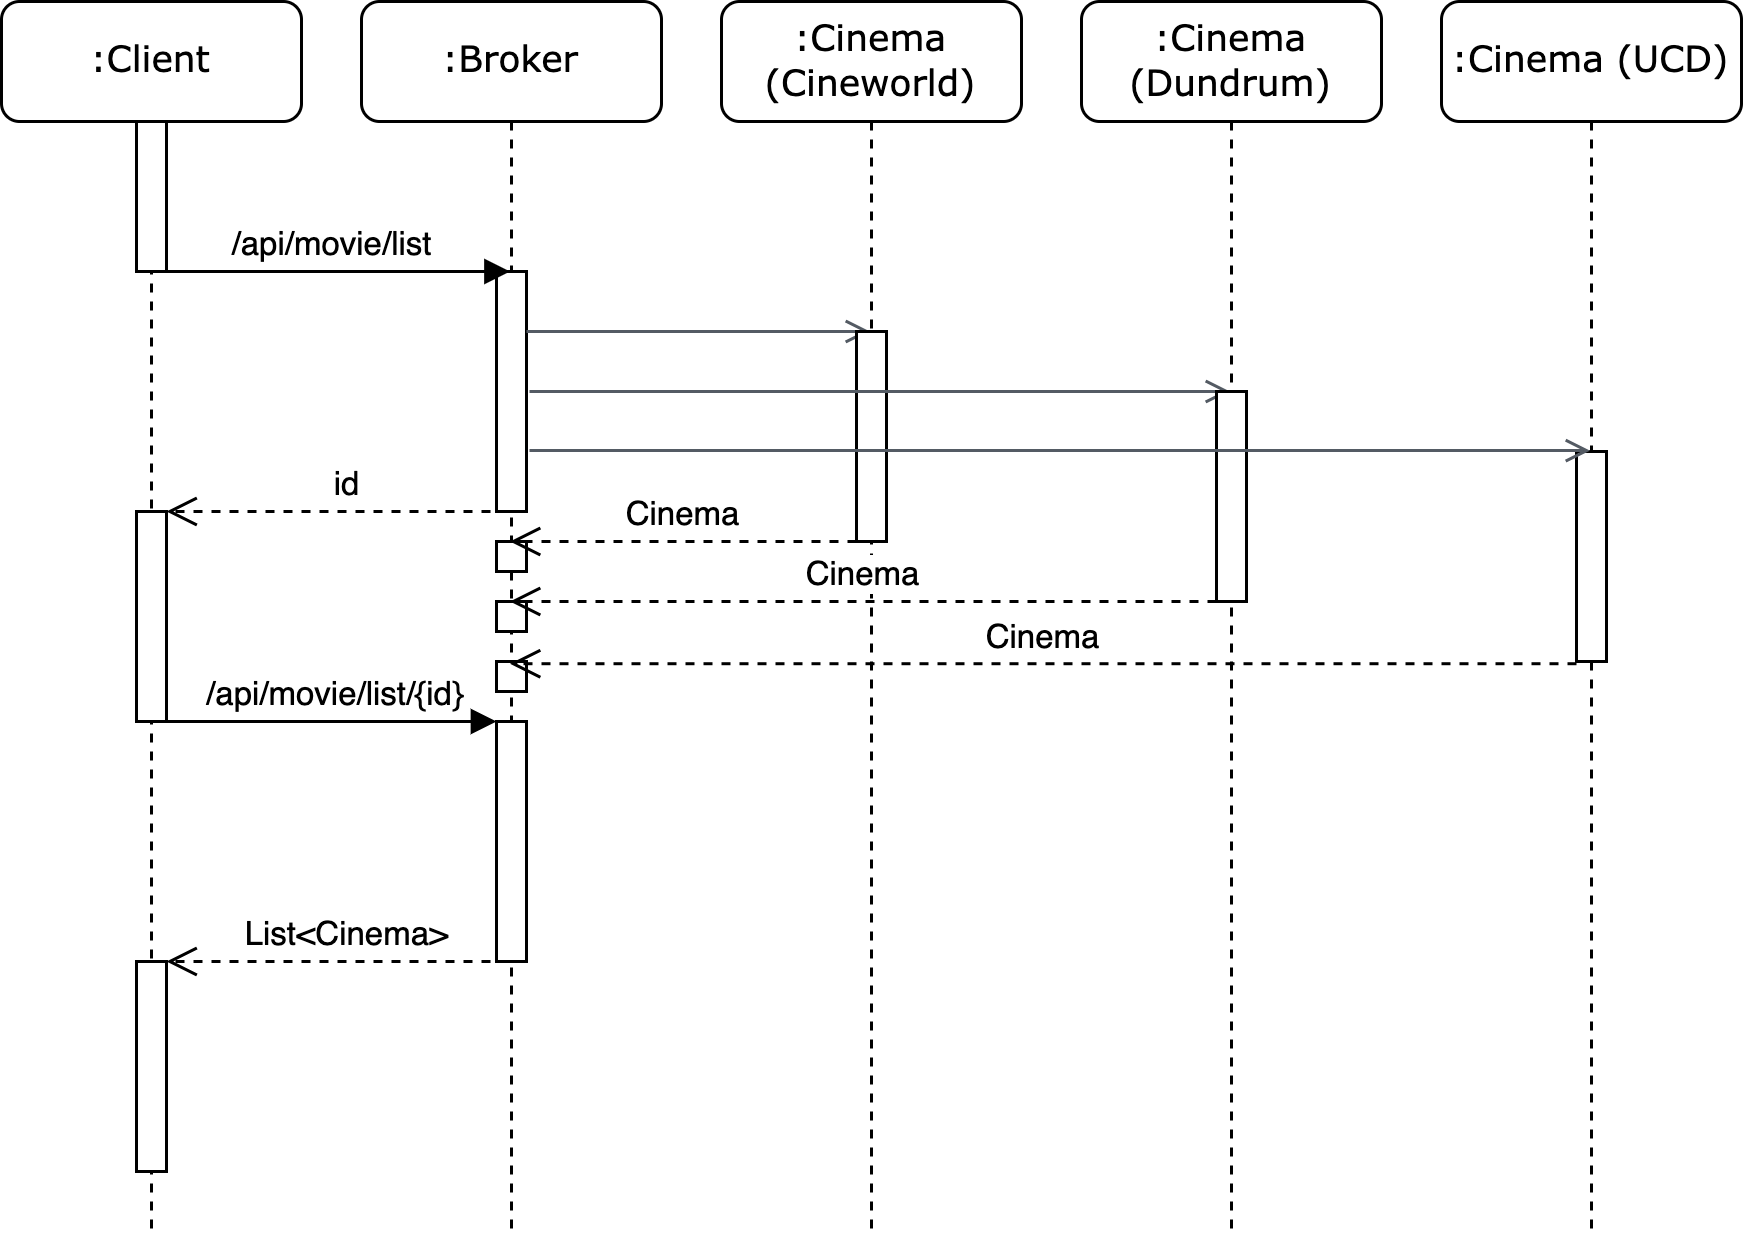 :Client
:Broker
:Cinema
(Cineworld)
:Cinema
(Dundrum)
:Cinema (UCD)
/api/movie/list
id
Cinema
Cinema
Cinema
/api/movie/list/{id}
List<Cinema>